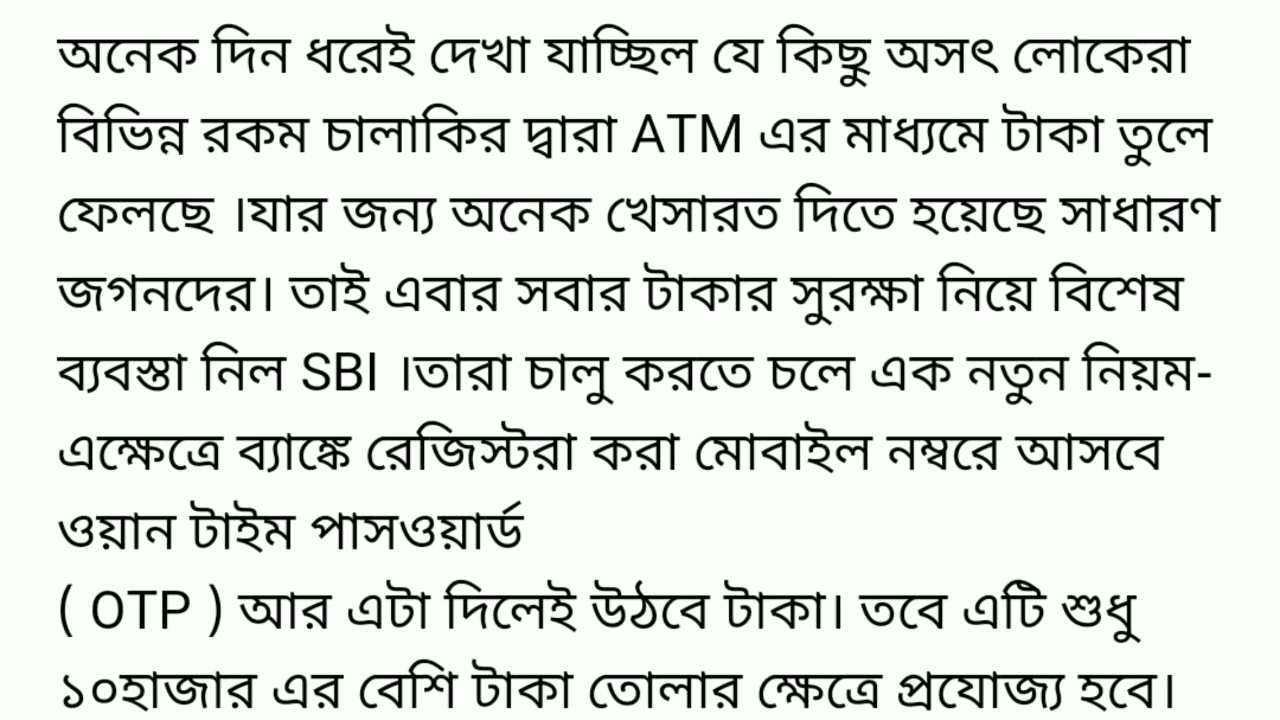 অনেক দিন ধরেই দেখা যাচ্ছিল যে কিছু অসৎ লোকেরা
বিভিন্ন রকম চালাকির দ্বারা ATM এর মাধ্যমে টাকা তুলে
ফেলছে ।যার জন্য অনেক খেসারত দিতে হয়েছে সাধারণ
জগনদের। তাই এবার সবার টাকার সুরক্ষা নিয়ে বিশেষ
ব্যবস্তা নিল SBI ।তারা চালু করতে চলে এক নতুন নিয়ম-
এক্ষেত্রে ব্যাঙ্কে রেজিস্টরা করা মোবাইল নম্বরে আসবে
ওয়ান টাইম পাসওয়ার্ড
( OTP ) আর এটা দিলেই উঠবে টাকা। তবে এটি শুধু
১০হাজার এর বেশি টাকা তোলার ক্ষেত্রে প্রযোজ্য হবে।